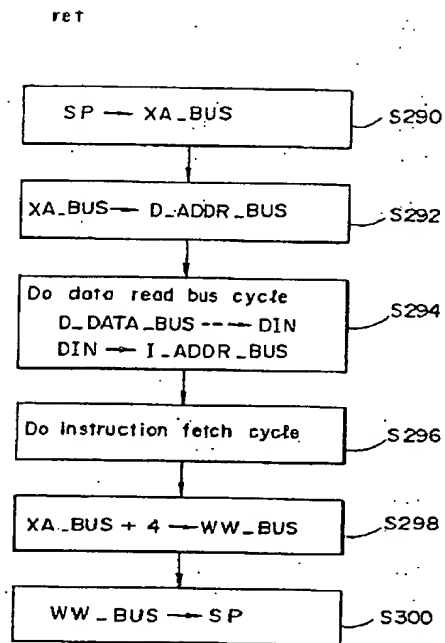 ret
SP → XA_BUS
S290
XA_BUS → D_ADDR_BUS
S292
Do data read bus cycle
D_DATA_BUS ---→ DIN
DIN → I_ADDR_BUS
S294
Do instruction fetch cycle
S296
XA_BUS + 4 → WW_BUS
S298
WW_BUS → SP
S300